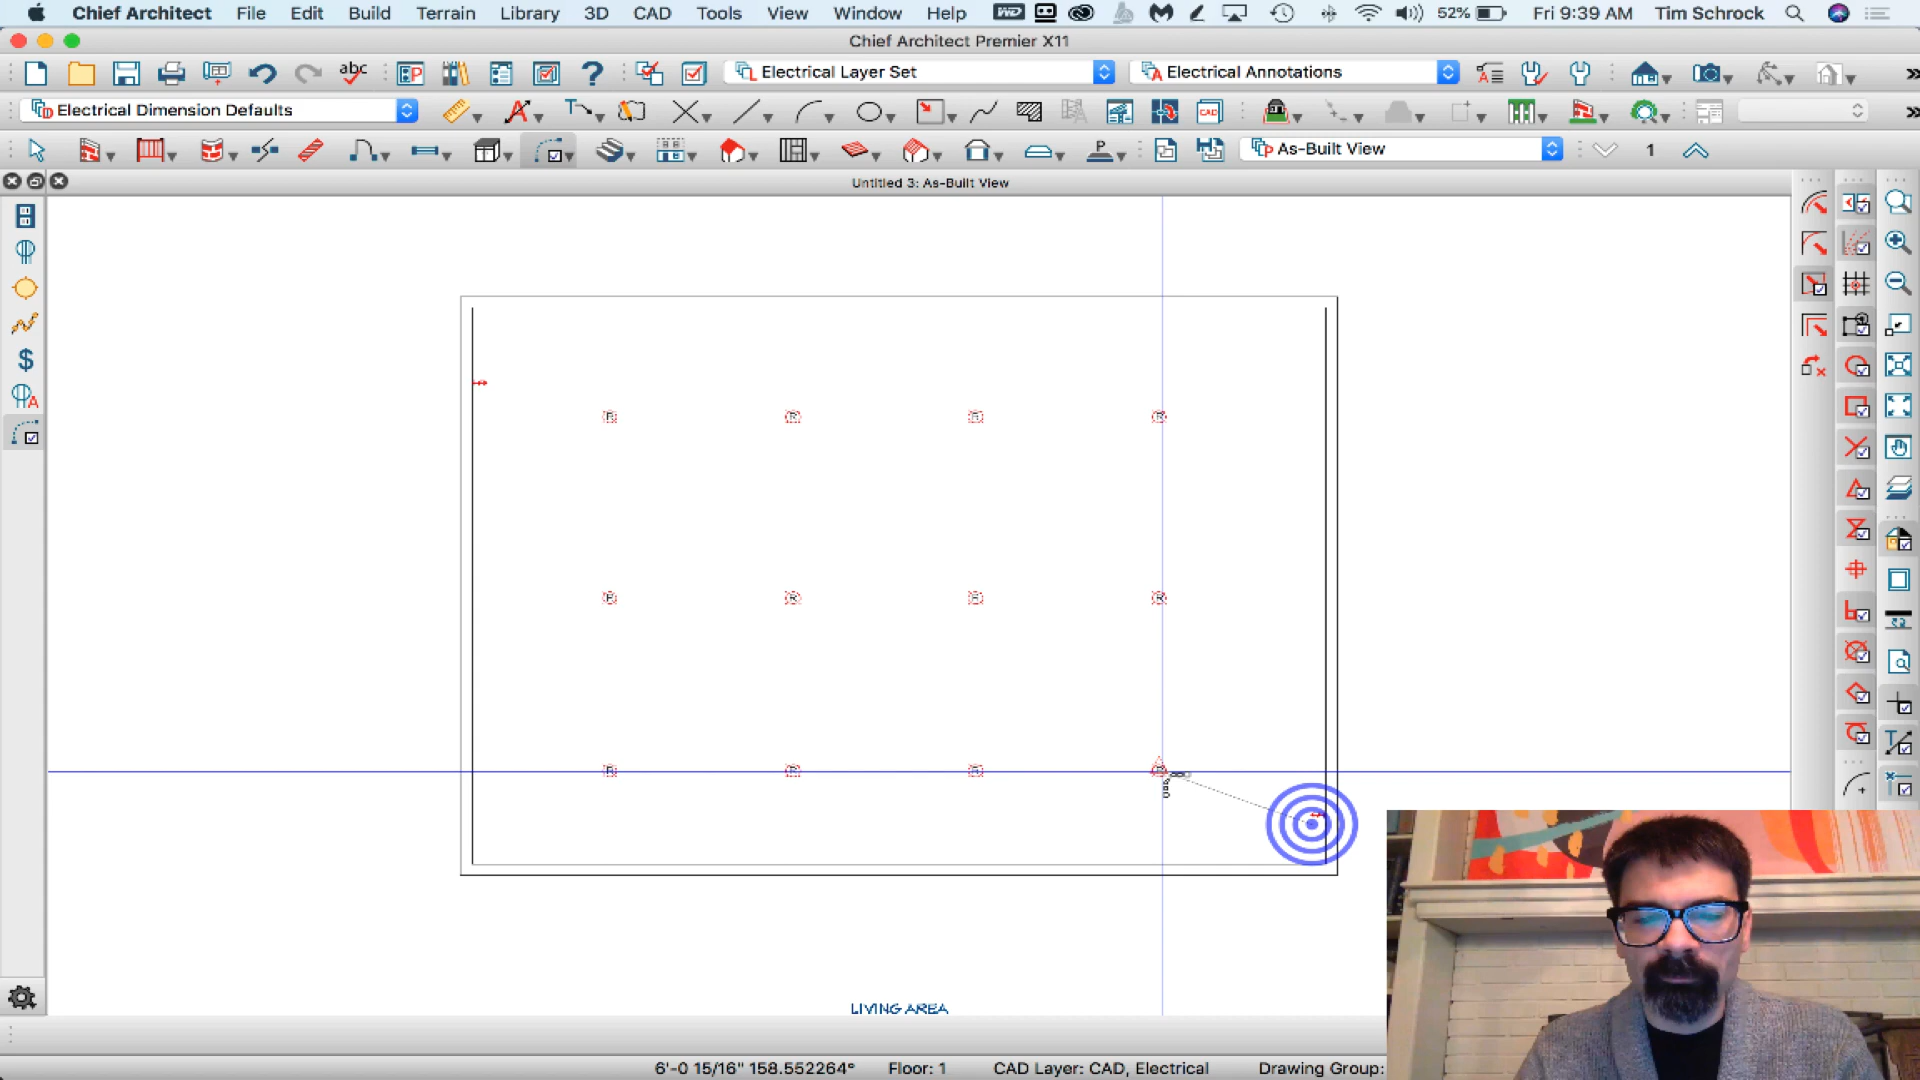 Chief Architect File Edit Build Terrain Library 3D CAD Tools View Window Help WD 52% Fri 9:39 AM Tim Schrock
Chief Architect Premier X11
abc P ? L Electrical Layer Set A Electrical Annotations A
D Electrical Dimension Defaults A T CAD
P P As-Built View 1
Untitled 3: As-Built View
$
A
R R R R
R R R R
R R R
LIVING AREA
6'-0 15/16" 158.552264° Floor: 1 CAD Layer: CAD, Electrical Drawing Group: